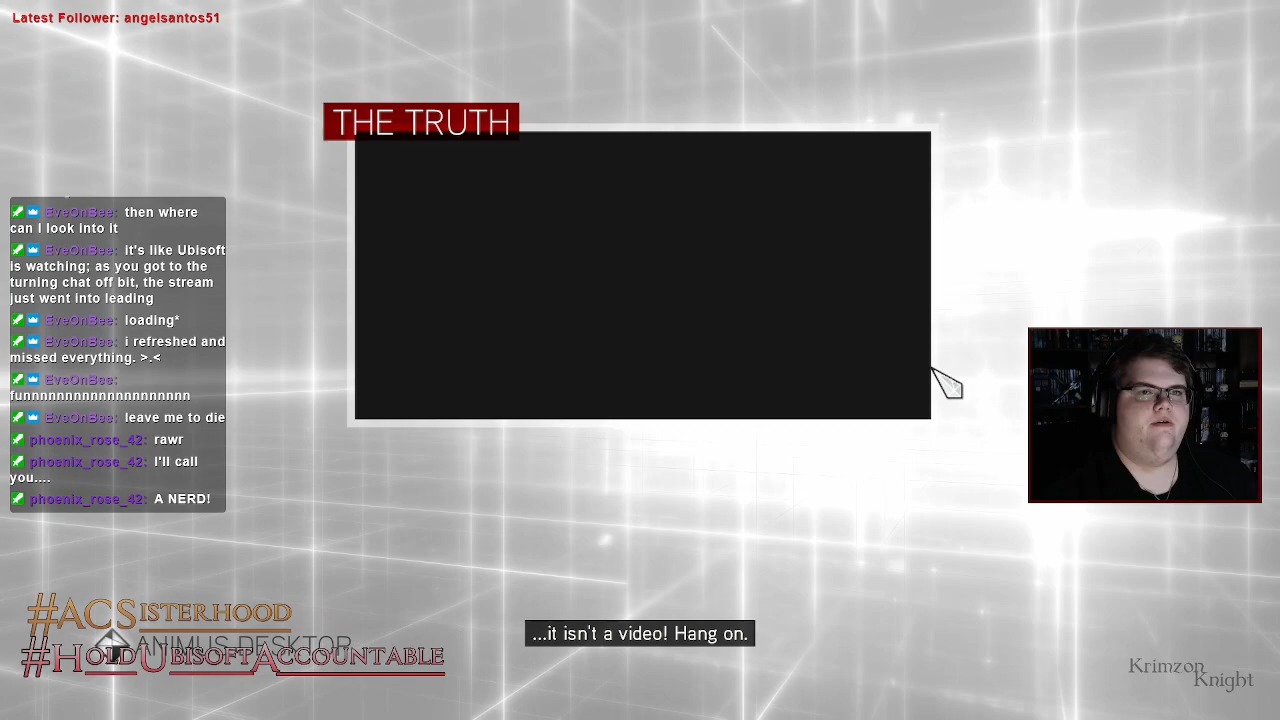 Latest Follower: angelsantos51
THE TRUTH
EveOnBee: then where
can I look into it
EveOnBee: It's like Ubisoft
is watching; as you got to the
turning chat off bit, the stream
just went into leading
EveOnBee: loading*
EveOnBee: i refreshed and
missed everything. >.<
EveOnBee:
funnnnnnnnnnnnnnnnnnn
EveOnBee: leave me to die
phoenix_rose_42: rawr
phoenix_rose_42: I'll call
you....
phoenix_rose_42: A NERD!
#ACSISTERHOOD
ANIMUS DESKTOP
#HOLDUBISOFTACCOUNTABLE
...it isn't a video! Hang on.
Krimzon
Knight